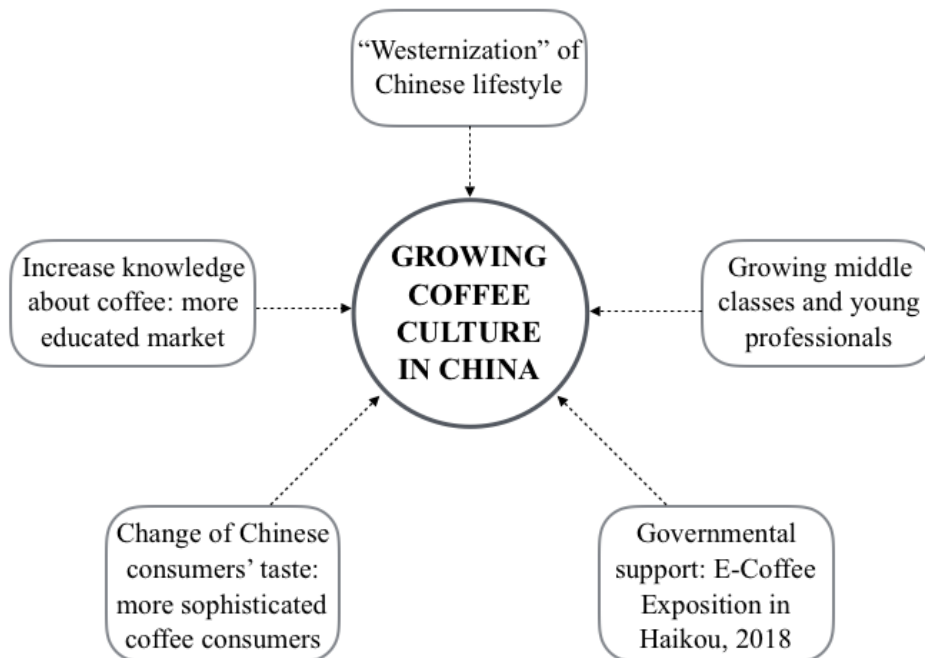 “Westernization” of
Chinese lifestyle
Increase knowledge
about coffee: more
educated market
GROWING
COFFEE
CULTURE
IN CHINA
Growing middle
classes and young
professionals
Change of Chinese
consumers’ taste:
more sophisticated
coffee consumers
Governmental
support: E-Coffee
Exposition in
Haikou, 2018